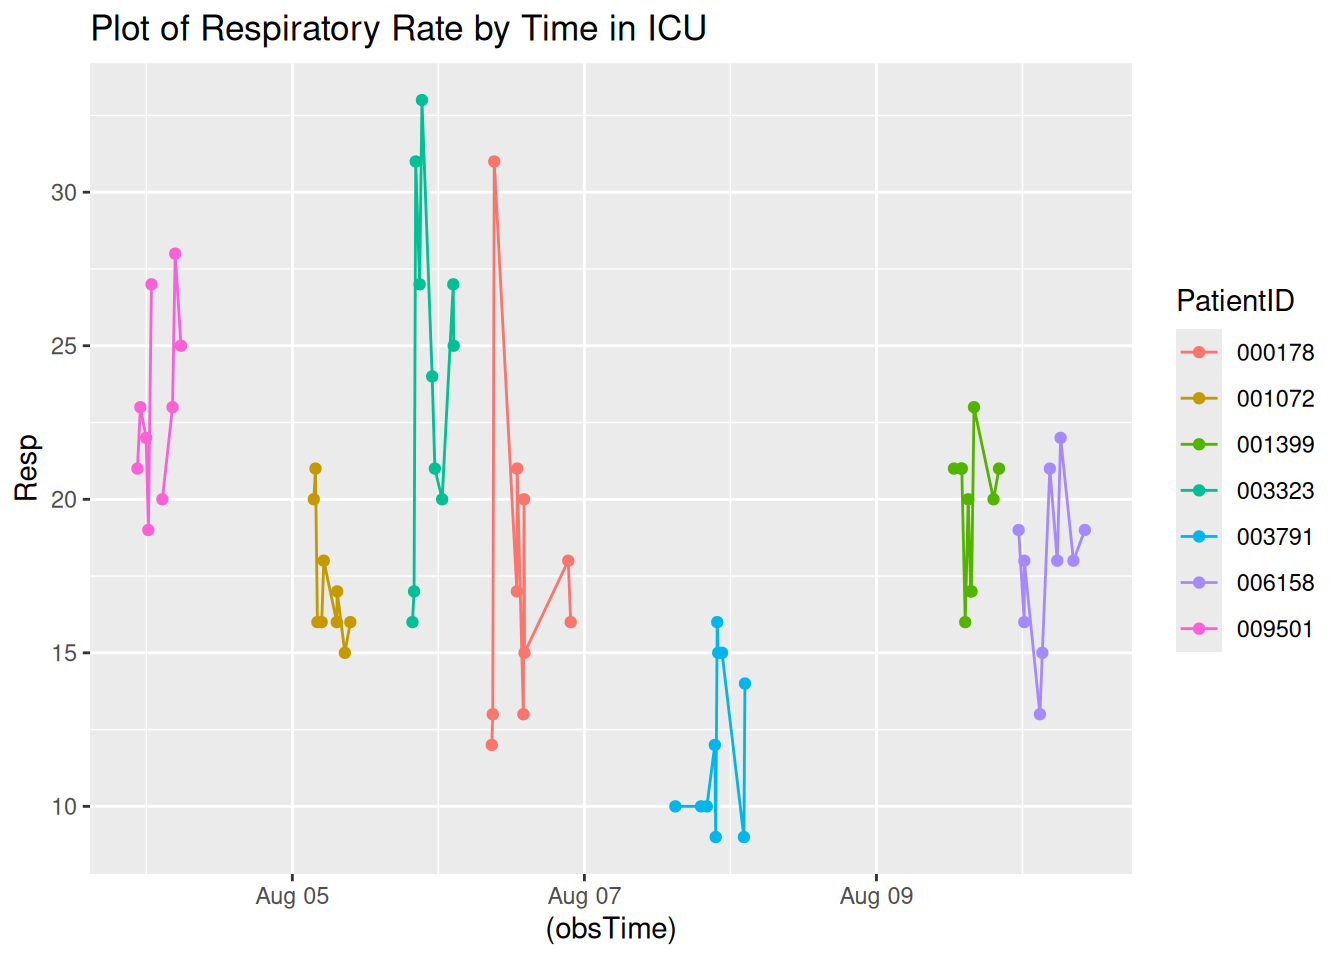 Plot of Respiratory Rate by Time in ICU
Resp
30
25
20
15
10
Aug 05
Aug 07
Aug 09
(obsTime)
PatientID
000178
001072
001399
003323
003791
006158
009501